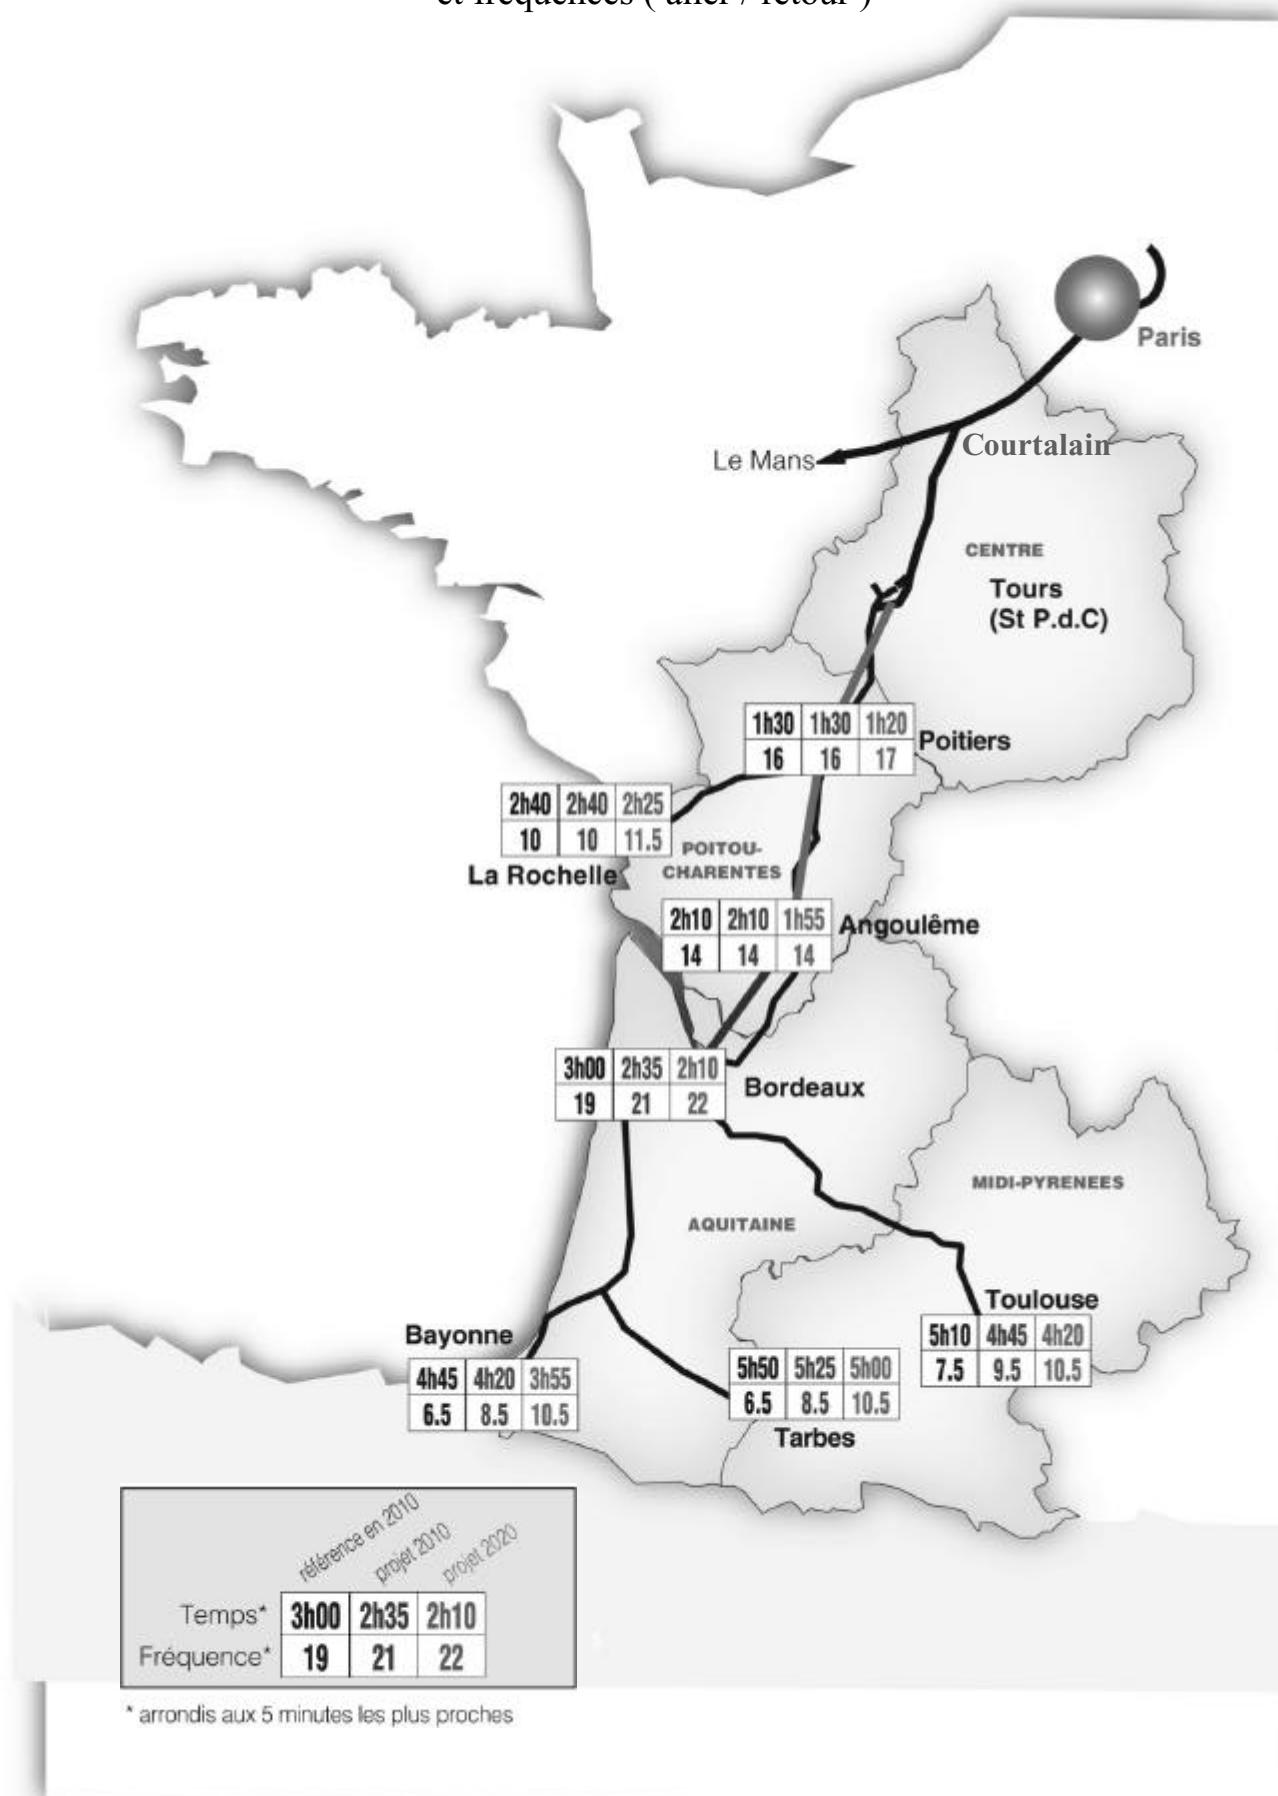 et fréquences ( aller / retour )
Paris
Courtalain
Le Mans
CENTRE
Tours
(St P.d.C)
1h30 1h30 1h20
16 16 17
Poitiers
2h40 2h40 2h25
10 10 11.5
La Rochelle
POITOU-
CHARENTES
2h10 2h10 1h55
14 14 14
Angoulême
3h00 2h35 2h10
19 21 22
Bordeaux
MIDI-PYRENEES
AQUITAINE
Toulouse
5h10 4h45 4h20
7.5 9.5 10.5
Bayonne
4h45 4h20 3h55
6.5 8.5 10.5
5h50 5h25 5h00
6.5 8.5 10.5
Tarbes
référence en 2010
projet 2010
projet 2020
Temps* 3h00 2h35 2h10
Fréquence* 19 21 22
* arrondis aux 5 minutes les plus proches